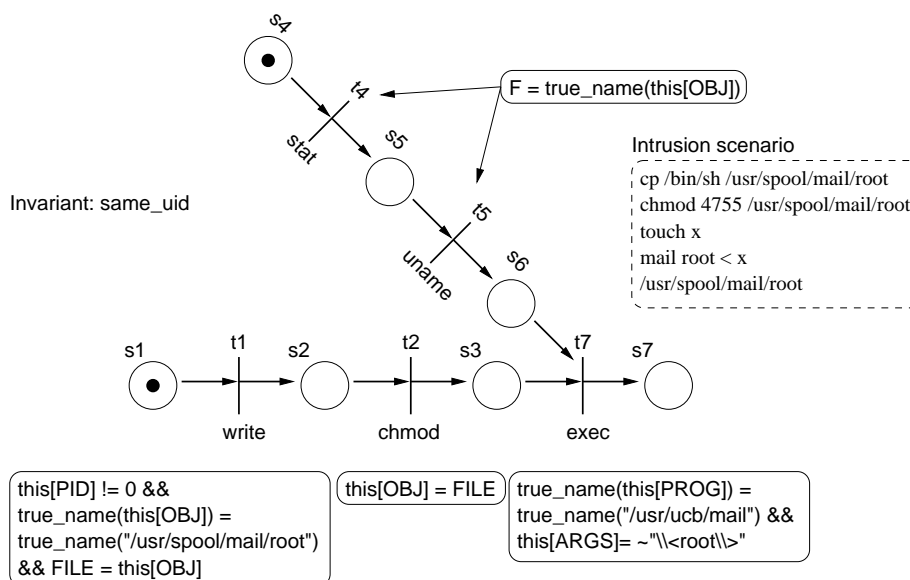 s4
t4
F = true_name(this[OBJ])
stat
s5
Intrusion scenario
cp /bin/sh /usr/spool/mail/root
chmod 4755 /usr/spool/mail/root
touch x
mail root < x
/usr/spool/mail/root
Invariant: same_uid
t5
uname
s6
s1
t1
s2
t2
s3
t7
s7
write
chmod
exec
this[PID] != 0 &&
true_name(this[OBJ]) =
true_name("/usr/spool/mail/root")
&& FILE = this[OBJ]
this[OBJ] = FILE
true_name(this[PROG]) =
true_name("/usr/ucb/mail") &&
this[ARGS]= ~"\\<root\\>"